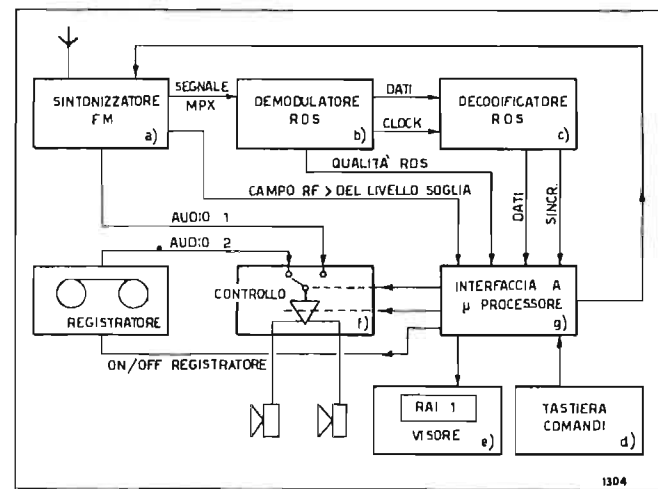 SINTONIZZATORE
FM
a)
SEGNALE
MPX
DEMODULATORE
RDS
b)
DATI
CLOCK
DECODIFICATORE
RDS
c)
QUALITÀ RDS
CAMPO RF > DEL LIVELLO SOGLIA
DATI
SINCR.
AUDIO 1
AUDIO 2
REGISTRATORE
CONTROLLO
f)
INTERFACCIA A
µ PROCESSORE
g)
ON/OFF REGISTRATORE
RAI 1
VISORE
e)
TASTIERA
COMANDI
d)
1304